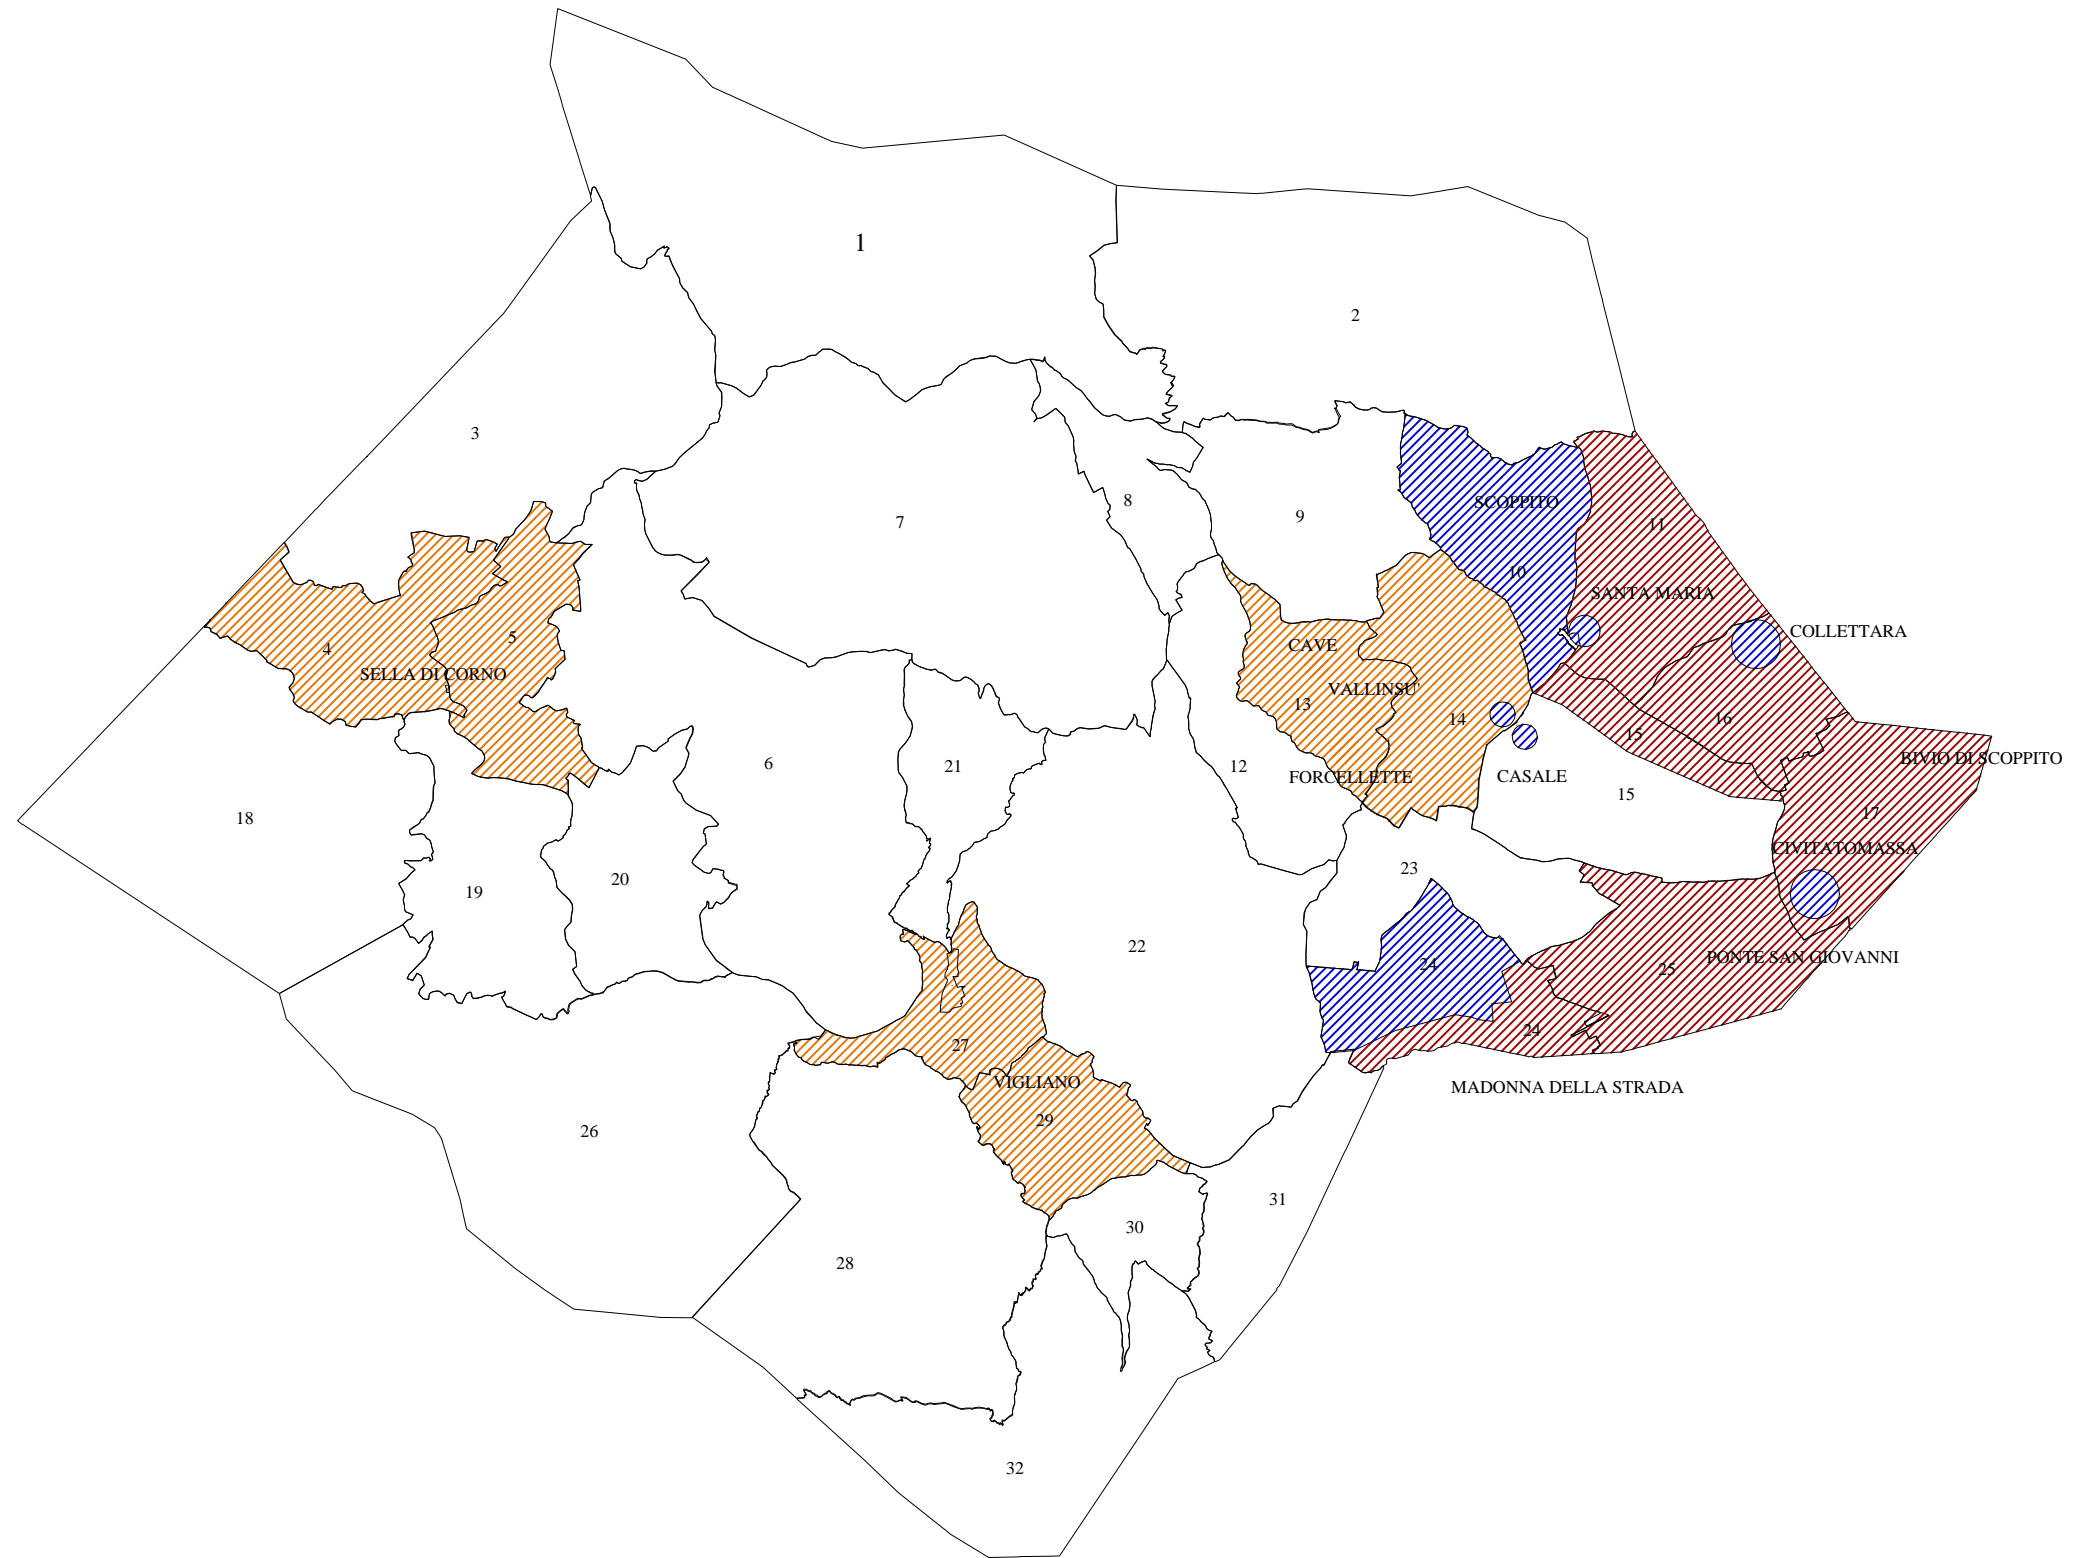 1
2
3
SCOPPITO
8
9
7
11
10
SANTA MARIA
COLLETTARA
5
CAVE
4
SELLA DI CORNO
VALLINSU'
13
14
16
15
BIVIO DI SCOPPITO
6
21
12
FORCELLETTE
CASALE
15
17
18
CIVITATOMASSA
23
20
19
22
PONTE SAN GIOVANNI
24
25
24
27
VIGLIANO
MADONNA DELLA STRADA
29
26
31
30
28
32